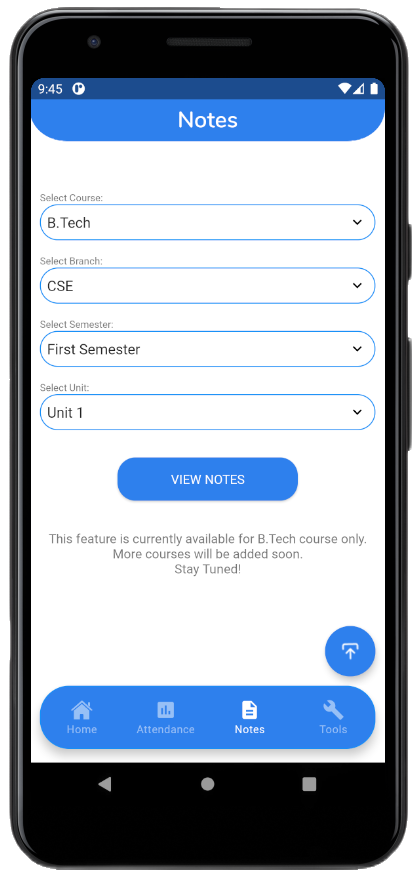 9:45
Notes
Select Course:
B.Tech
Select Branch:
CSE
Select Semester:
First Semester
Select Unit:
Unit 1
VIEW NOTES
This feature is currently available for B.Tech course only.
More courses will be added soon.
Stay Tuned!
Home Attendance Notes Tools